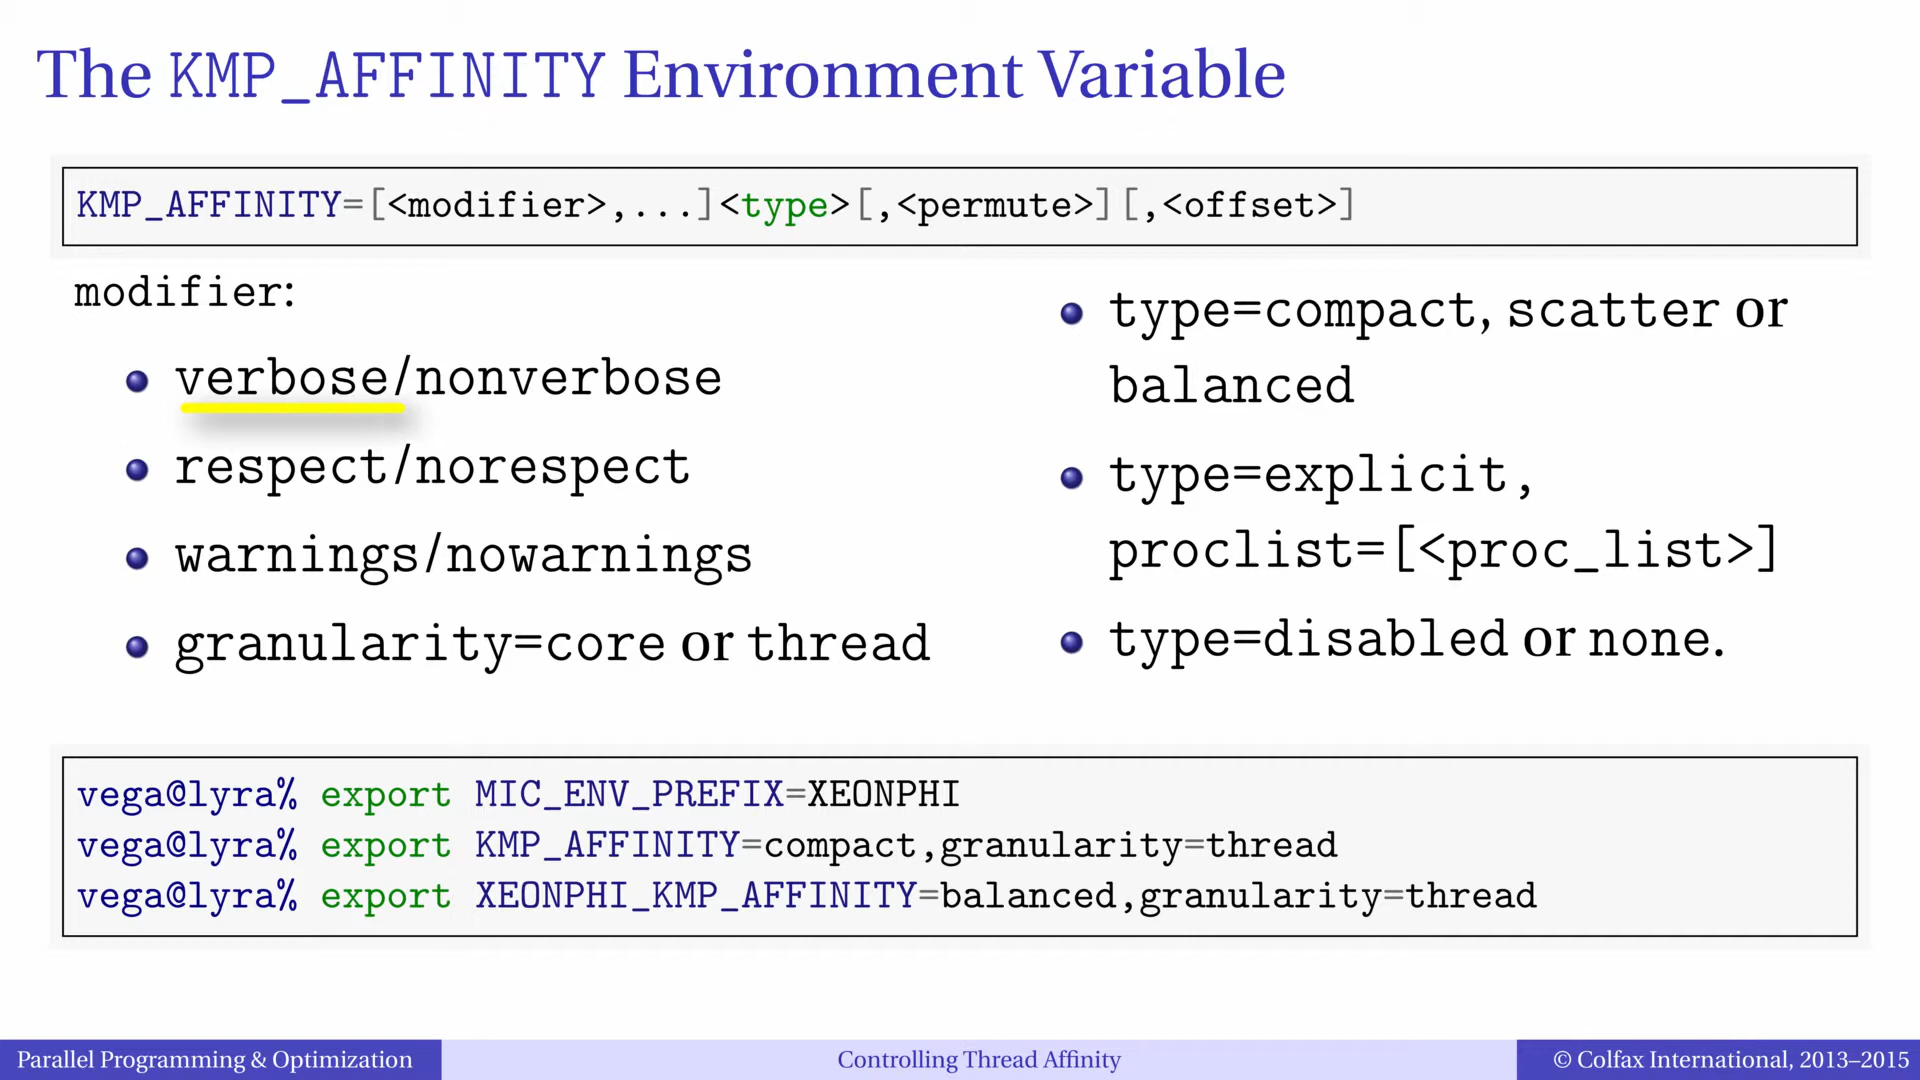 The KMP_AFFINITY Environment Variable
KMP_AFFINITY=[<modifier>,...]<type>[,<permute>][,<offset>]
modifier:
verbose/nonverbose
respect/norespect
warnings/nowarnings
granularity=core or thread
type=compact, scatter or
balanced
type=explicit,
proclist=[<proc_list>]
type=disabled or none.
vega@lyra% export MIC_ENV_PREFIX=XEONPHI
vega@lyra% export KMP_AFFINITY=compact,granularity=thread
vega@lyra% export XEONPHI_KMP_AFFINITY=balanced,granularity=thread
Parallel Programming & Optimization
Controlling Thread Affinity
© Colfax International, 2013–2015